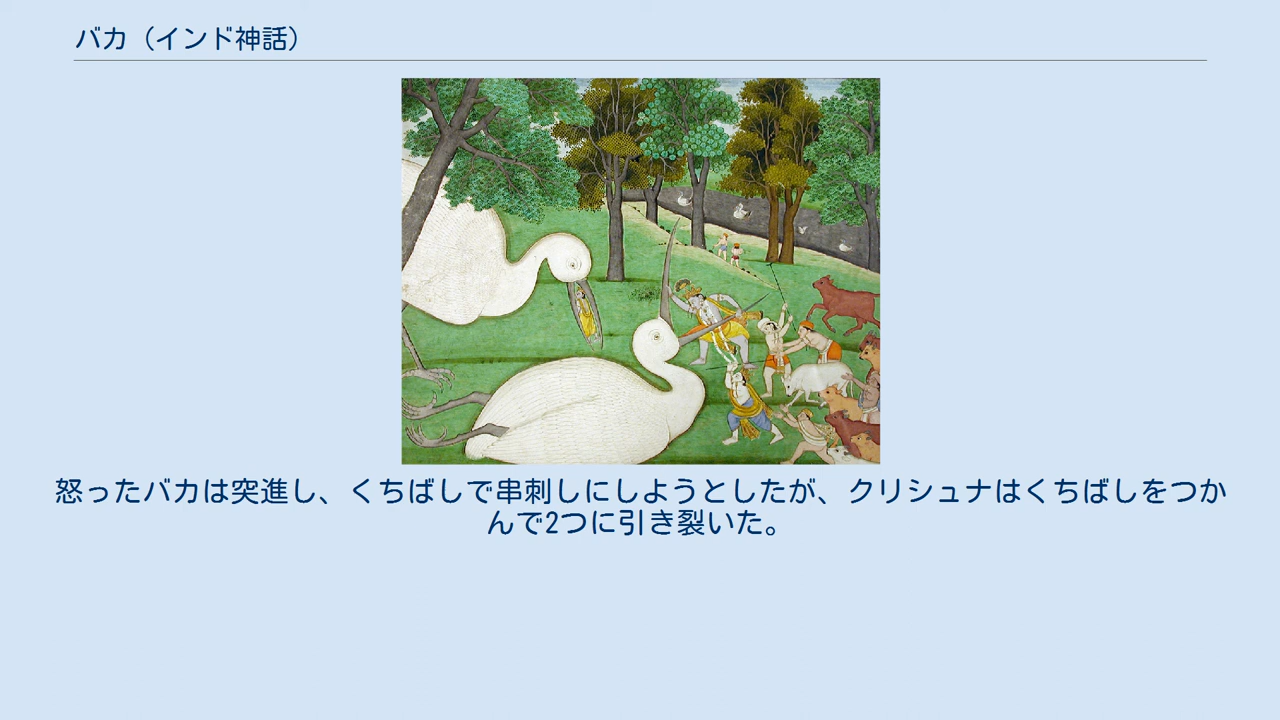 バカ（インド神話）
怒ったバカは突進し、くちばしで串刺しにしようとしたが、クリシュナはくちばしをつか
んで2つに引き裂いた。